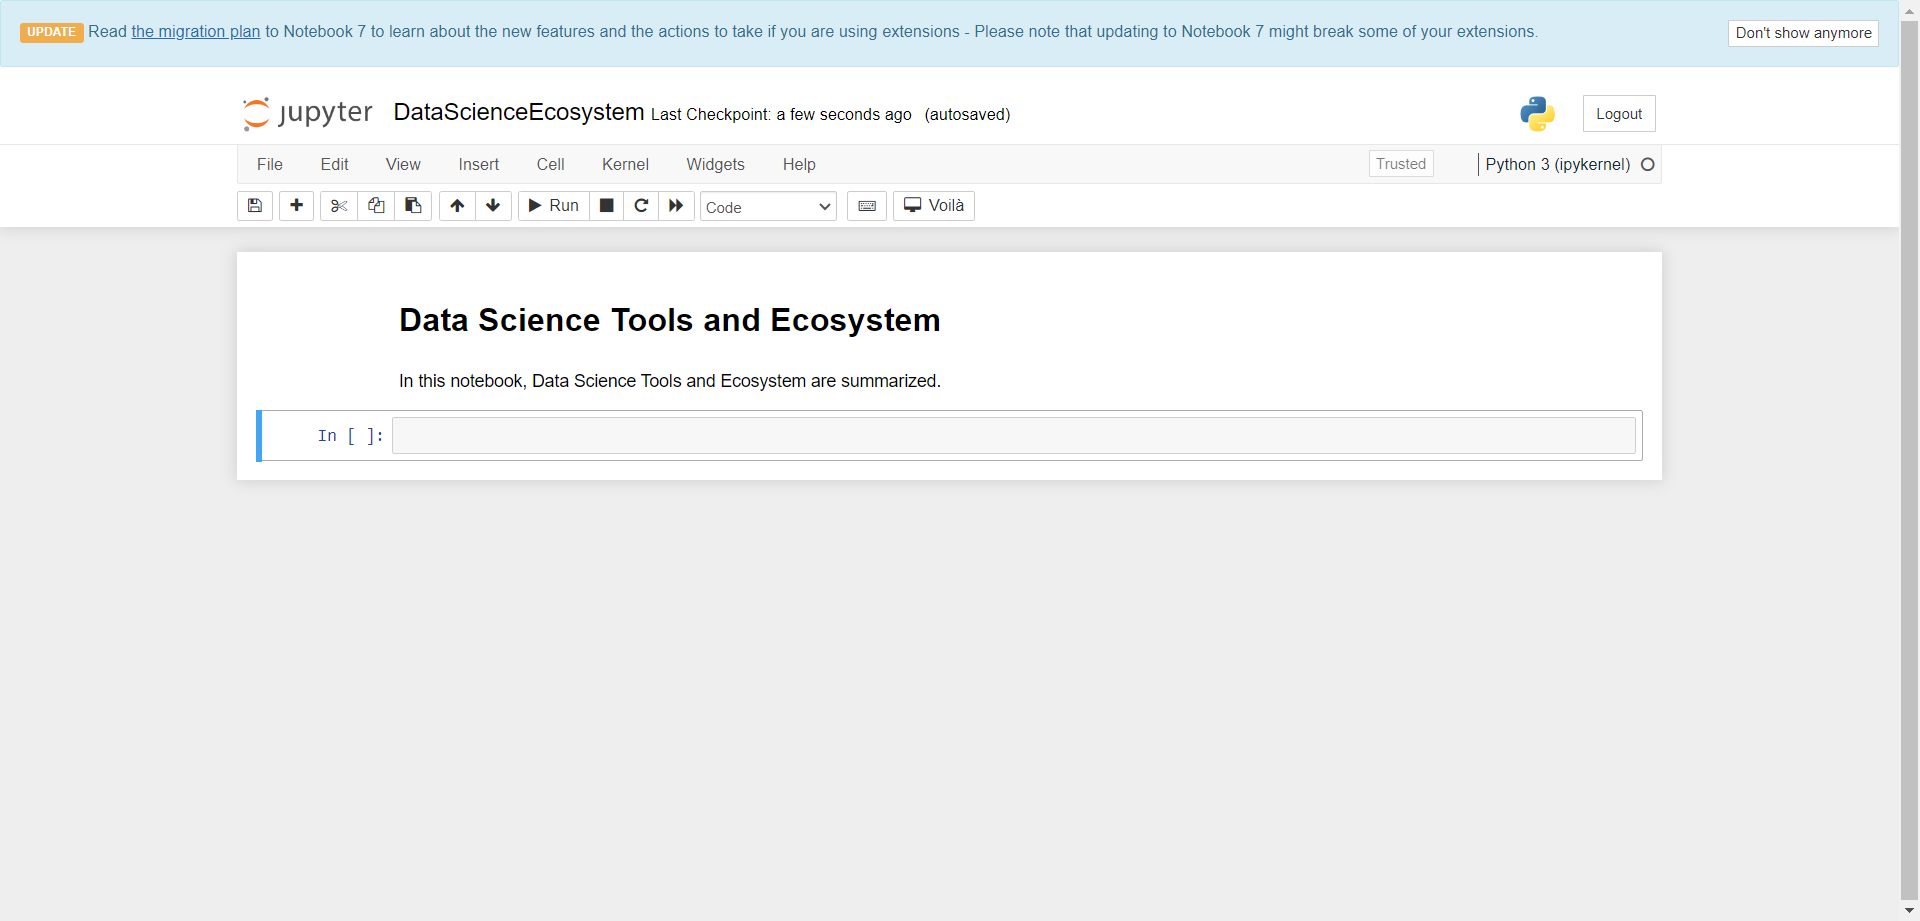 UPDATE Read the migration plan to Notebook 7 to learn about the new features and the actions to take if you are using extensions - Please note that updating to Notebook 7 might break some of your extensions.
Don't show anymore
jupyter DataScienceEcosystem Last Checkpoint: a few seconds ago (autosaved)
Logout
File Edit View Insert Cell Kernel Widgets Help
Trusted
Python 3 (ipykernel)
Run
Code
Voilà
Data Science Tools and Ecosystem
In this notebook, Data Science Tools and Ecosystem are summarized.
In [ ]: